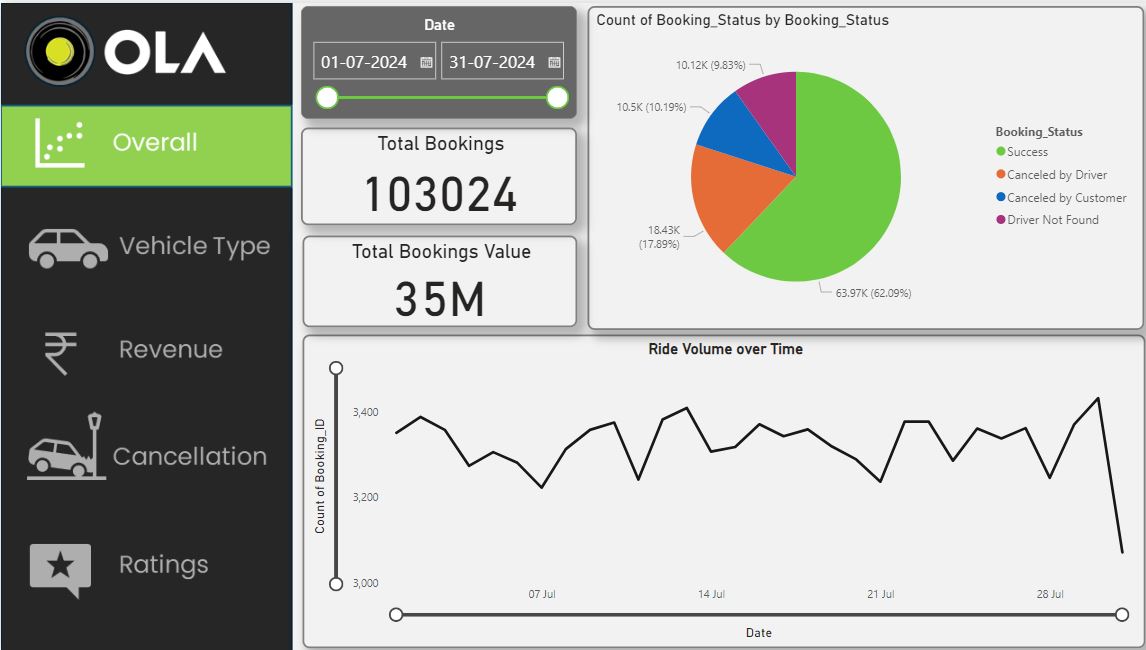 OLA
Overall
Vehicle Type
Revenue
Cancellation
Ratings
Date
01-07-2024
31-07-2024
Total Bookings
103024
Total Bookings Value
35M
Count of Booking_Status by Booking_Status
10.12K (9.83%)
10.5K (10.19%)
18.43K
(17.89%)
63.97K (62.09%)
Booking_Status
Success
Canceled by Driver
Canceled by Customer
Driver Not Found
Ride Volume over Time
Count of Booking_ID
3,400
3,200
3,000
07 Jul
14 Jul
21 Jul
28 Jul
Date